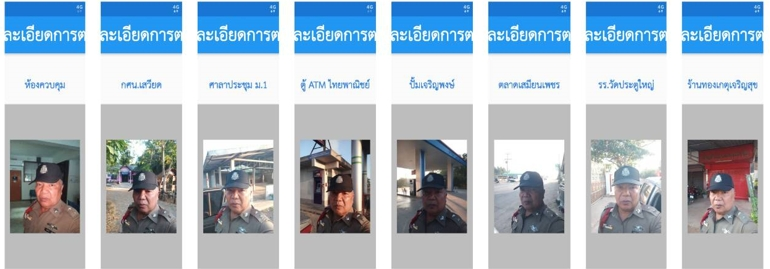 4G 4G 4G 4G 4G 4G 4G 4G
ละเอียดการต ละเอียดการต ละเอียดการต ละเอียดการต ละเอียดการต ละเอียดการต ละเอียดการต ละเอียดการต
ห้องควบคุม กศน.เสวียด ศาลาประชุม ม.1 ตู้ ATM ไทยพาณิชย์ ปั๊มเจริญพงษ์ ตลาดเสมียนเพชร รร.วัดประตูใหญ่ ร้านทองเกตุเจริญสุข